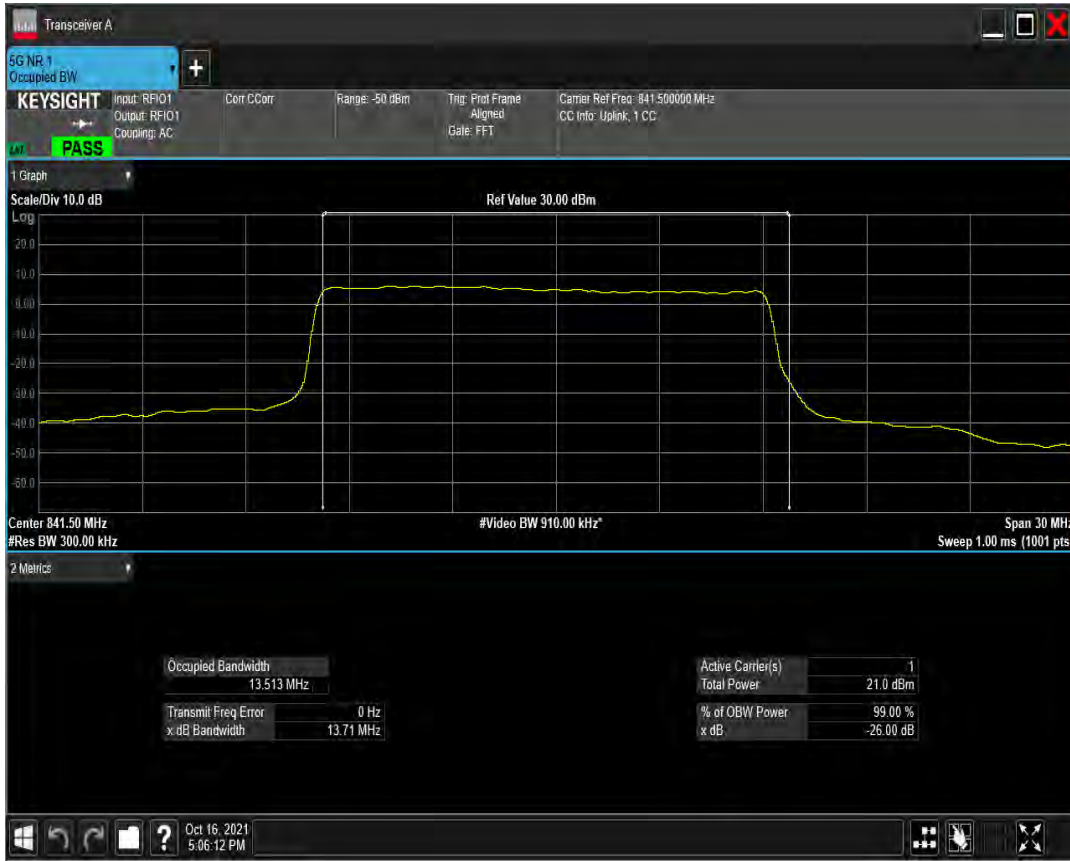 Transceiver A
5G NR 1
Occupied BW
+
KEYSIGHT
Input: RFIO1
Output: RFIO1
Coupling: AC
Corr CCorr
Range: -50 dBm
Trig: Prot Frame
Aligned
Gate: FFT
Carrier Ref Freq: 841.500000 MHz
CC Info: Uplink, 1 CC
PASS
1 Graph
Scale/Div 10.0 dB
Ref Value 30.00 dBm
Log
20.0
10.0
0.00
-10.0
-20.0
-30.0
-40.0
-50.0
-60.0
Center 841.50 MHz
#Video BW 910.00 kHz*
Span 30 MHz
#Res BW 300.00 kHz
Sweep 1.00 ms (1001 pts
2 Metrics
Occupied Bandwidth
13.513 MHz
Transmit Freq Error 0 Hz
x dB Bandwidth 13.71 MHz
Active Carrier(s) 1
Total Power 21.0 dBm
% of OBW Power 99.00 %
x dB -26.00 dB
?
Oct 16, 2021
5:06:12 PM